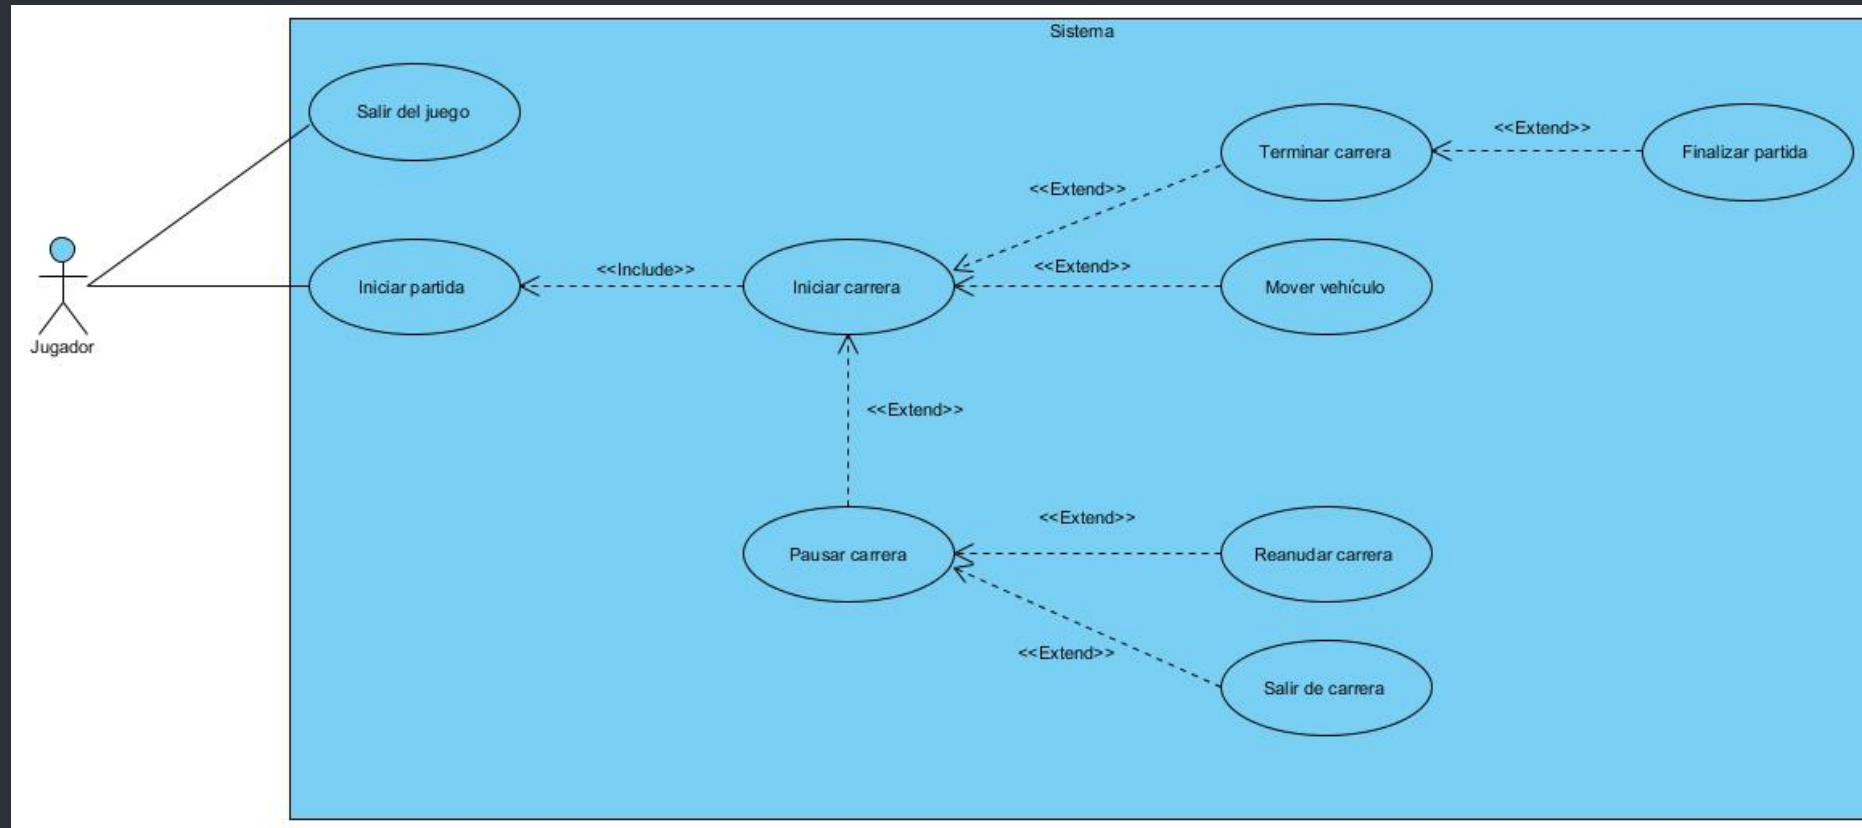 Sistema
Salir del juego
Terminar carrera
<<Extend>>
Finalizar partida
<<Extend>>
Jugador
Iniciar partida
<<Include>>
Iniciar carrera
<<Extend>>
Mover vehículo
<<Extend>>
Pausar carrera
<<Extend>>
Reanudar carrera
<<Extend>>
Salir de carrera